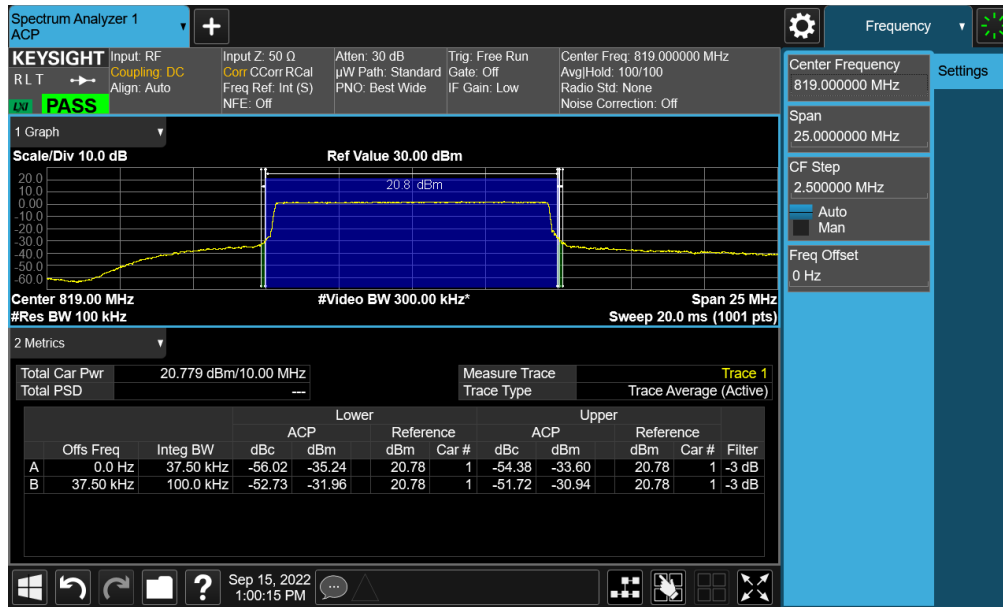 Spectrum Analyzer 1
ACP
+
Frequency
KEYSIGHT
R L T
LXI PASS
Input: RF
Coupling: DC
Align: Auto
Input Z: 50 Ω
Corr CCorr RCal
Freq Ref: Int (S)
NFE: Off
Atten: 30 dB
µW Path: Standard
PNO: Best Wide
Trig: Free Run
Gate: Off
IF Gain: Low
Center Freq: 819.000000 MHz
Avg|Hold: 100/100
Radio Std: None
Noise Correction: Off
Center Frequency
819.000000 MHz
Settings
Span
25.0000000 MHz
CF Step
2.500000 MHz
Auto
Man
Freq Offset
0 Hz
1 Graph
Scale/Div 10.0 dB Ref Value 30.00 dBm
20.8 dBm
20.0
10.0
0.00
-10.0
-20.0
-30.0
-40.0
-50.0
-60.0
Center 819.00 MHz #Video BW 300.00 kHz* Span 25 MHz
#Res BW 100 kHz Sweep 20.0 ms (1001 pts)
2 Metrics
Total Car Pwr 20.779 dBm/10.00 MHz Measure Trace Trace 1
Total PSD --- Trace Type Trace Average (Active)
Lower Upper
ACP Reference ACP Reference
Offs Freq Integ BW dBc dBm dBm Car # dBc dBm dBm Car # Filter
A 0.0 Hz 37.50 kHz -56.02 -35.24 20.78 1 -54.38 -33.60 20.78 1 -3 dB
B 37.50 kHz 100.0 kHz -52.73 -31.96 20.78 1 -51.72 -30.94 20.78 1 -3 dB
?
Sep 15, 2022
1:00:15 PM